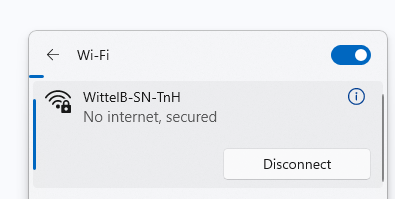 Wi-Fi
WittelB-SN-TnH
No internet, secured
Disconnect